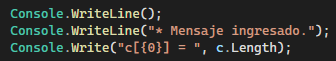 Console.WriteLine();
Console.WriteLine("* Mensaje ingresado.");
Console.Write("c[{0}] = ", c.Length);